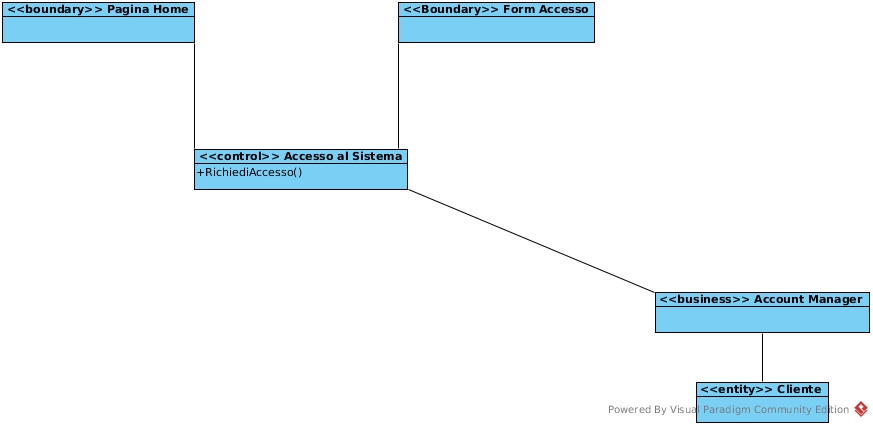 <<boundary>> Pagina Home
<<Boundary>> Form Accesso
<<control>> Accesso al Sistema
+RichiediAccesso()
<<business>> Account Manager
<<entity>> Cliente
Powered By Visual Paradigm Community Edition